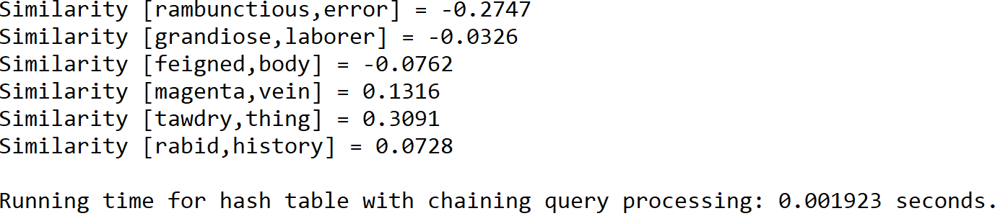 Similarity [rambunctious,error] = -0.2747
Similarity [grandiose,laborer] = -0.0326
Similarity [feigned,body] = -0.0762
Similarity [magenta,vein] = 0.1316
Similarity [tawdry,thing] = 0.3091
Similarity [rabid,history] = 0.0728
Running time for hash table with chaining query processing: 0.001923 seconds.